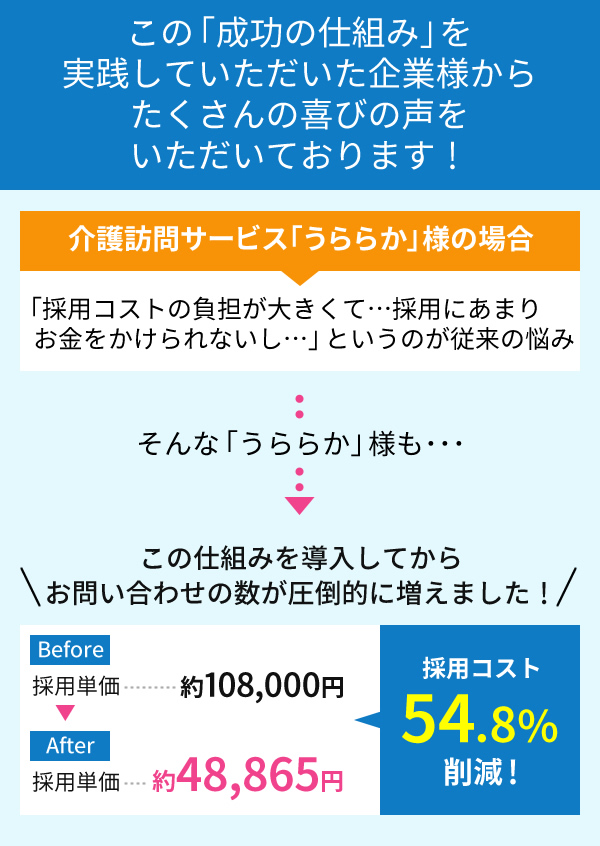 この「成功の仕組み」を
実践していただいた企業様から
たくさんの喜びの声を
いただいております！
介護訪問サービス「うららか」様の場合
「採用コストの負担が大きくて…採用にあまり
お金をかけられないし…」というのが従来の悩み
そんな「うららか」様も･･･
この仕組みを導入してから
お問い合わせの数が圧倒的に増えました！
Before
採用単価 ········· 約108,000円
After
採用単価 ···· 約48,865円
採用コスト
54.8%
削減！